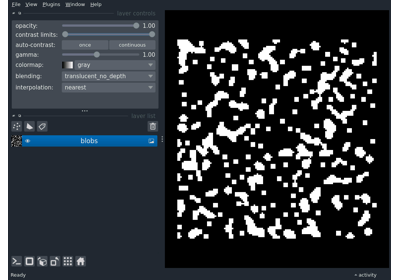 File View Plugins Window Help
layer controls
opacity: 1.00
contrast limits:
auto-contrast: once continuous
gamma: 1.00
colormap: gray
blending: translucent_no_depth
interpolation: nearest
layer list
blobs
Ready activity